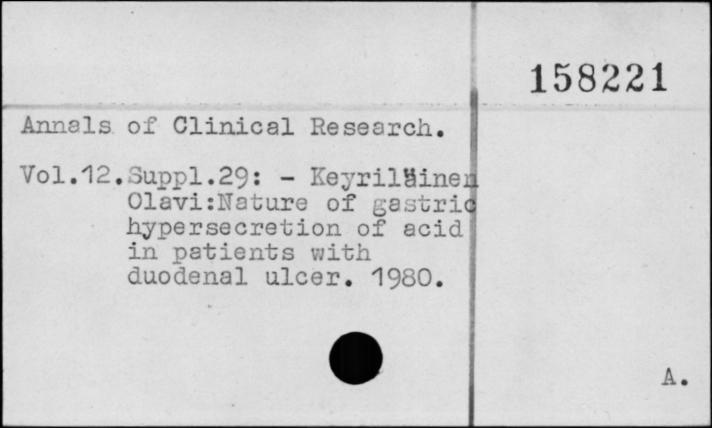 158221
Annals of Clinical Research.
Vol.12.Suppl.29: - Keyriläinen
Olavi:Nature of gastric
hypersecretion of acid
in patients with
duodenal ulcer. 1980.
A.